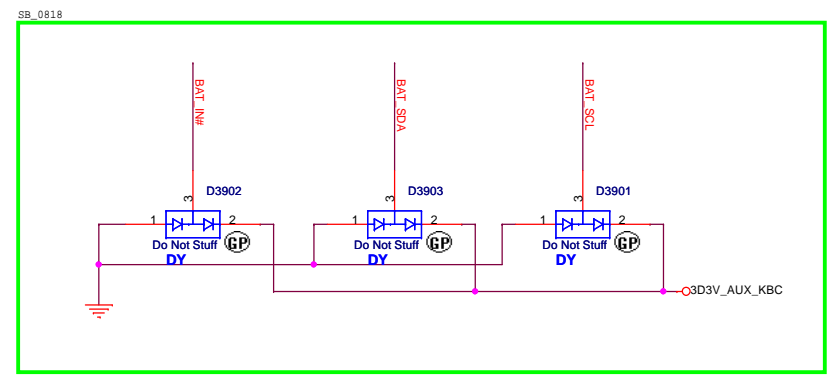 SB_0818
BAT_IN#
BAT_SDA
BAT_SCL
D3902
D3903
D3901
3
3
3
1
2
1
2
1
2
Do Not Stuff
GP
Do Not Stuff
GP
Do Not Stuff
GP
DY
DY
DY
3D3V_AUX_KBC